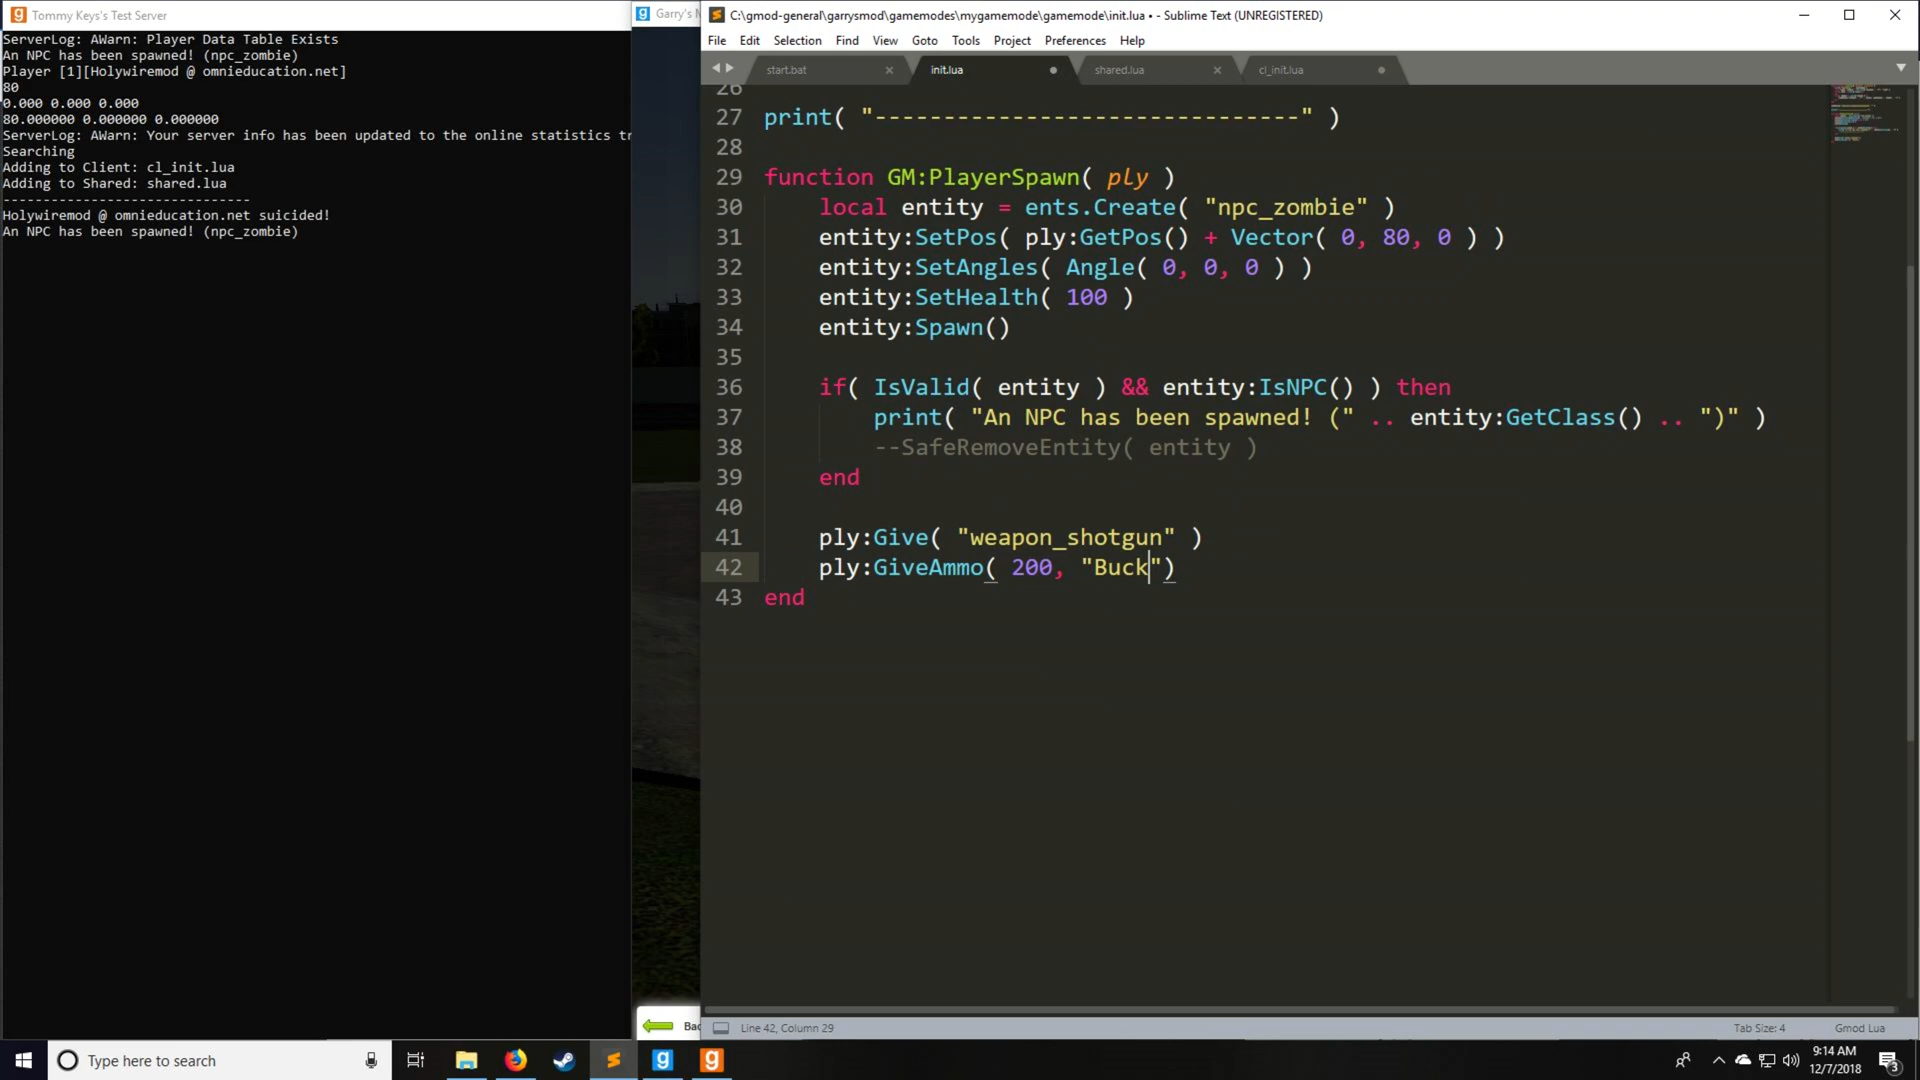 Tommy Keys's Test Server
ServerLog: AWarn: Player Data Table Exists
An NPC has been spawned! (npc_zombie)
Player [1][Holywiremod @ omnieducation.net]
80
0.000 0.000 0.000
80.000000 0.000000 0.000000
ServerLog: AWarn: Your server info has been updated to the online statistics tr
Searching
Adding to Client: cl_init.lua
Adding to Shared: shared.lua
------------------------------
Holywiremod @ omnieducation.net suicided!
An NPC has been spawned! (npc_zombie)
Garry's
C:\gmod-general\garrysmod\gamemodes\mygamemode\gamemode\init.lua • - Sublime Text (UNREGISTERED)
File Edit Selection Find View Goto Tools Project Preferences Help
start.bat init.lua shared.lua cl_init.lua
26
27 print( "-------------------------------" )
28
29 function GM:PlayerSpawn( ply )
30 local entity = ents.Create( "npc_zombie" )
31 entity:SetPos( ply:GetPos() + Vector( 0, 80, 0 ) )
32 entity:SetAngles( Angle( 0, 0, 0 ) )
33 entity:SetHealth( 100 )
34 entity:Spawn()
35
36 if( IsValid( entity ) && entity:IsNPC() ) then
37 print( "An NPC has been spawned! (" .. entity:GetClass() .. ")" )
38 --SafeRemoveEntity( entity )
39 end
40
41 ply:Give( "weapon_shotgun" )
42 ply:GiveAmmo( 200, "Buck")
43 end
Line 42, Column 29
Tab Size: 4
Gmod Lua
Type here to search
9:14 AM
12/7/2018
3